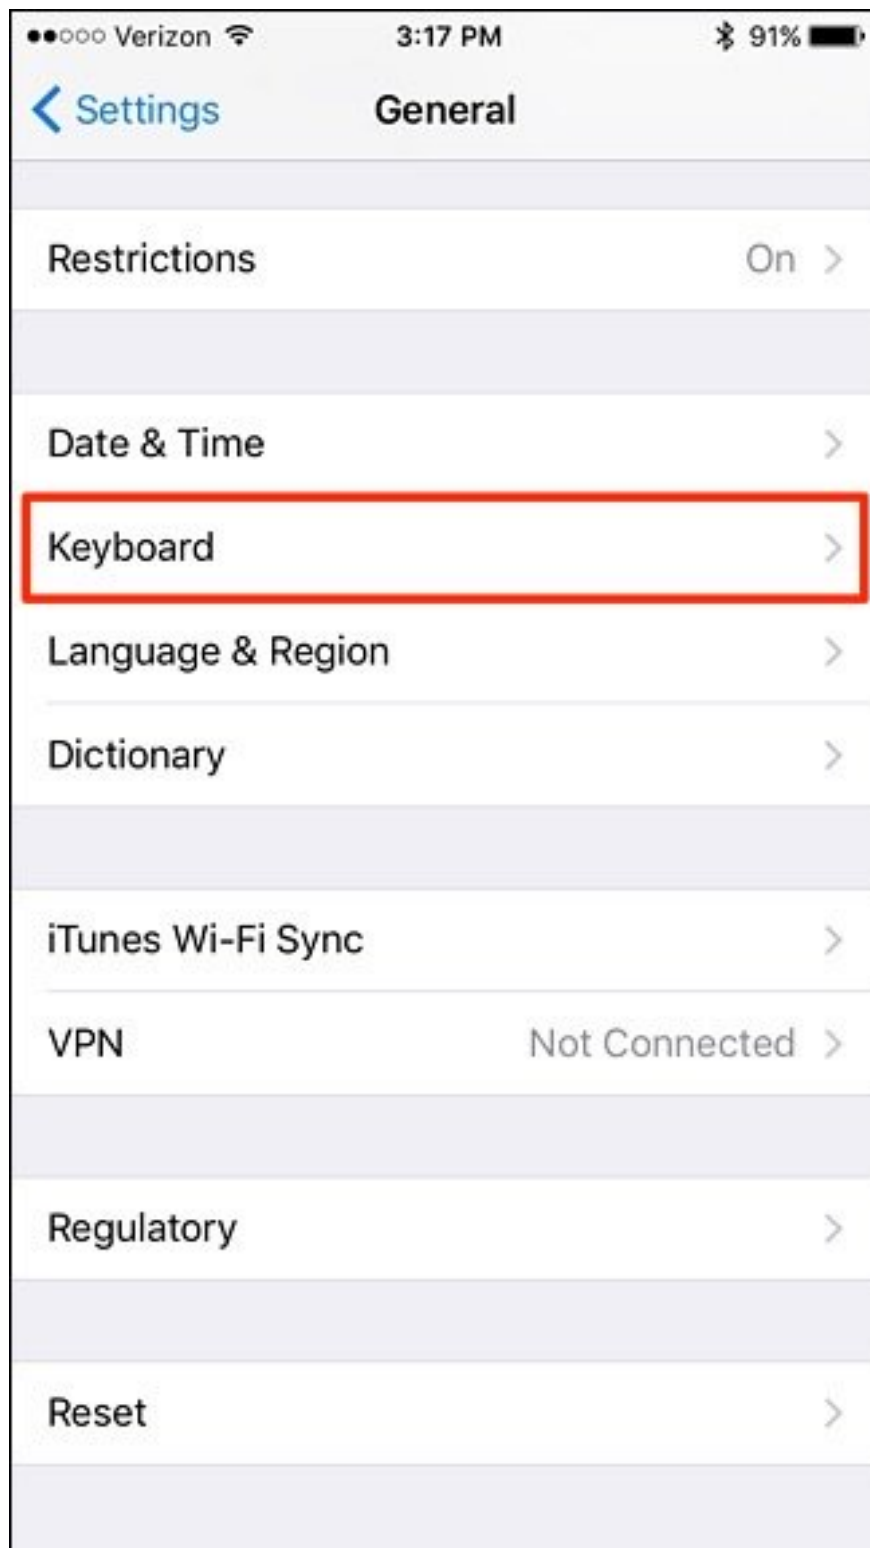 Verizon 3:17 PM 91%
Settings General
Restrictions On
Date & Time
Keyboard
Language & Region
Dictionary
iTunes Wi-Fi Sync
VPN Not Connected
Regulatory
Reset